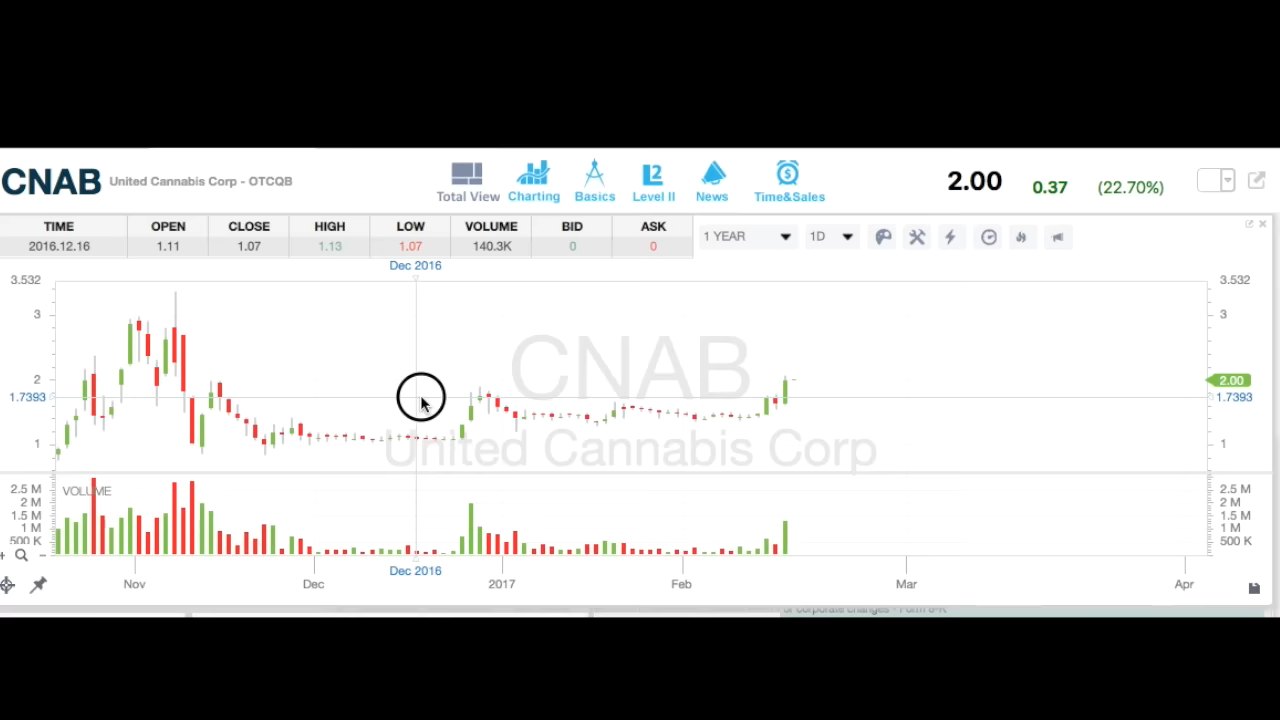 CNAB United Cannabis Corp - OTCQB
Total View Charting Basics Level II News Time&Sales
2.00 0.37 (22.70%)
TIME OPEN CLOSE HIGH LOW VOLUME BID ASK
2016.12.16 1.11 1.07 1.13 1.07 140.3K 0 0
1 YEAR 1D
Dec 2016
3.532 3.532
3 3
2 2.00
1.7393 1.7393
1 1
CNAB
United Cannabis Corp
VOLUME
2.5 M 2.5 M
2 M 2 M
1.5 M 1.5 M
1 M 1 M
500 K 500 K
Dec 2016
Nov Dec 2017 Feb Mar Apr
corporate changes - Form 8-K